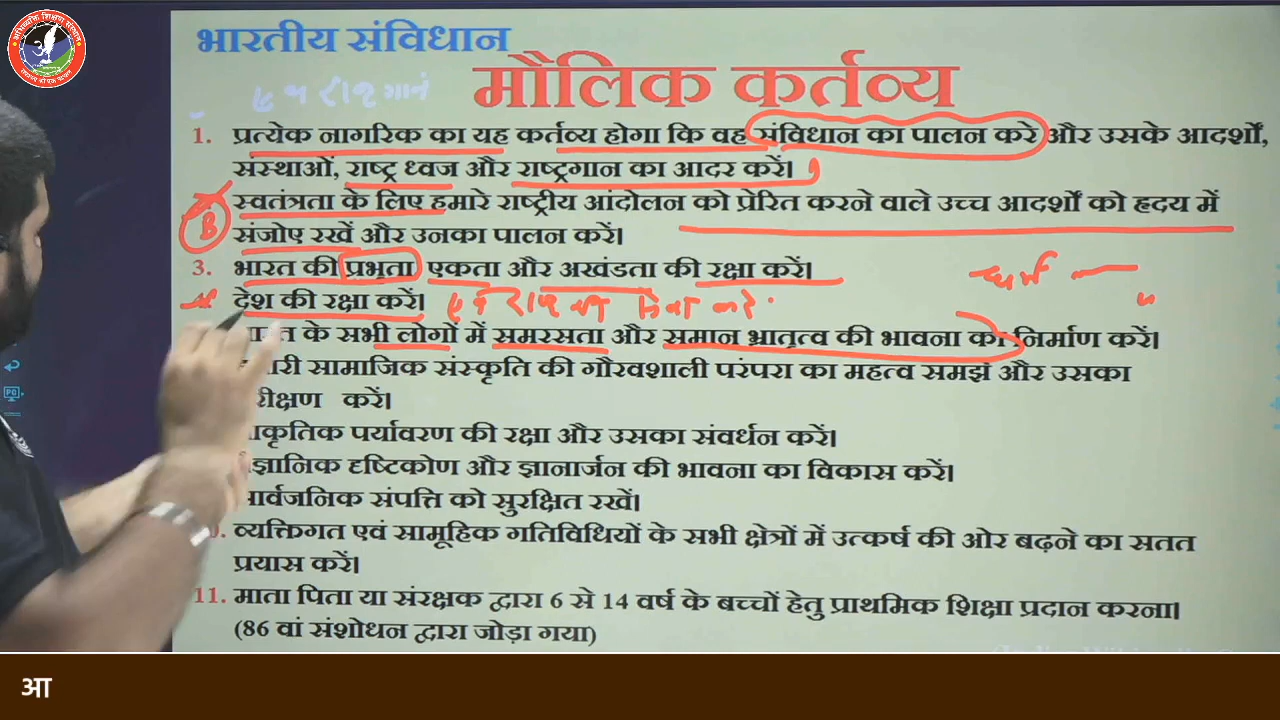 भारतीय संविधान
मौलिक कर्तव्य
1. प्रत्येक नागरिक का यह कर्तव्य होगा कि वह संविधान का पालन करे और उसके आदर्शों,
संस्थाओं, राष्ट्र ध्वज और राष्ट्रगान का आदर करें।
स्वतंत्रता के लिए हमारे राष्ट्रीय आंदोलन को प्रेरित करने वाले उच्च आदर्शों को हृदय में
संजोए रखें और उनका पालन करें।
3. भारत की प्रभुता एकता और अखंडता की रक्षा करें।
देश की रक्षा करें।
के सभी लोगों में समरसता और समान भ्रातृत्व की भावना का निर्माण करें।
सामाजिक संस्कृति की गौरवशाली परंपरा का महत्व समझे और उसका
करें।
पर्यावरण की रक्षा और उसका संवर्धन करें।
दृष्टिकोण और ज्ञानार्जन की भावना का विकास करें।
संपत्ति को सुरक्षित रखें।
व्यक्तिगत एवं सामूहिक गतिविधियों के सभी क्षेत्रों में उत्कर्ष की ओर बढ़ने का सतत
प्रयास करें।
11. माता पिता या संरक्षक द्वारा 6 से 14 वर्ष के बच्चों हेतु प्राथमिक शिक्षा प्रदान करना।
(86 वां संशोधन द्वारा जोड़ा गया)
आ